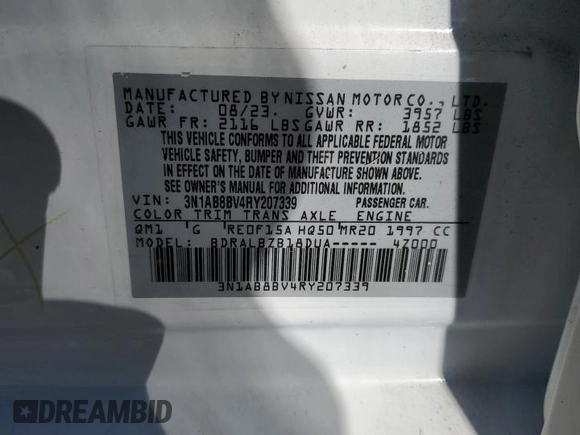 MANUFACTURED BY NISSAN MOTOR CO., LTD.
DATE: 08/23. GVWR: 3957 LBS
GAWR FR: 2116 LBS GAWR RR: 1852 LBS
THIS VEHICLE CONFORMS TO ALL APPLICABLE FEDERAL MOTOR
VEHICLE SAFETY, BUMPER AND THEFT PREVENTION STANDARDS
IN EFFECT ON THE DATE OF MANUFACTURE SHOWN ABOVE.
SEE OWNER'S MANUAL FOR ADDITIONAL INFORMATION.
VIN: 3N1AB8BV4RY207339 PASSENGER CAR.
COLOR TRIM TRANS AXLE ENGINE
QM1 G RE0F15A HQ50 MR20 1997 CC
MODEL: BDRALBZB18DUA----- 47000
3N1AB8BV4RY207339
DREAMBID